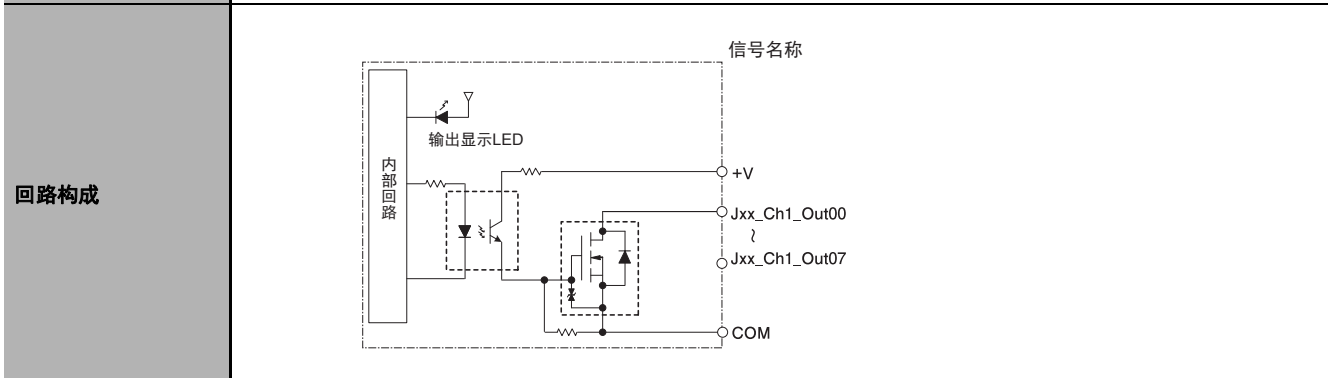 信号名称
输出显示LED
内部回路
+V
回路构成
Jxx_Ch1_Out00
~
Jxx_Ch1_Out07
COM